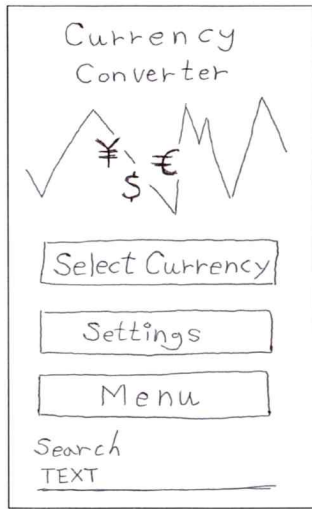 Currency
Converter
¥ $ €
Select Currency
Settings
Menu
Search
TEXT